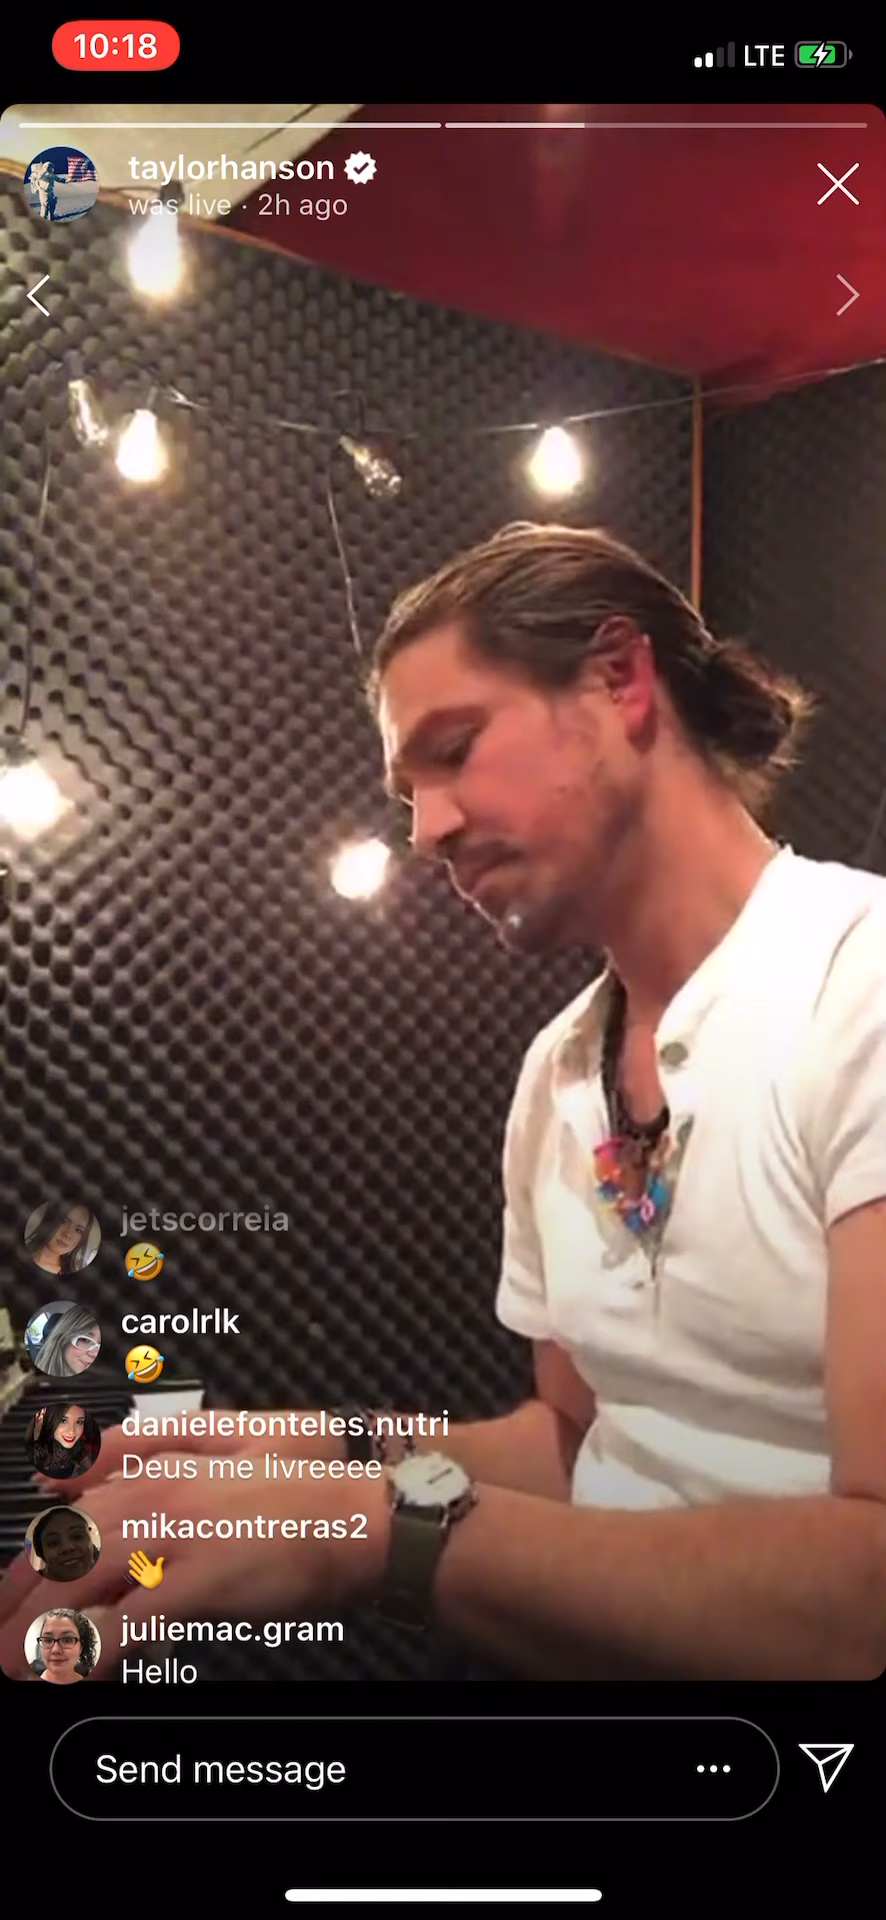 10:18
LTE
taylorhanson
was live · 2h ago
jetscorreia
🤣
carolrlk
🤣
danielefonteles.nutri
Deus me livreeee
mikacontreras2
👋
juliemac.gram
Hello
Send message